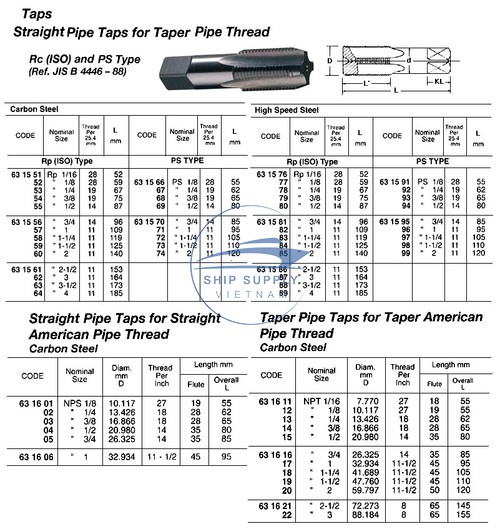 Taps
Straight Pipe Taps for Taper Pipe Thread
Rc (ISO) and PS Type
(Ref. JIS B 4446 – 88)
D d
L' KL
L
Carbon Steel
CODE Nominal Size Thread Per 25.4 mm L mm CODE Nominal Size Thread Per 25.4 mm L mm
Rp (ISO) Type PS TYPE
63 15 51 Rp 1/16 28 52
52 " 1/8 28 59 63 15 66 PS 1/8 28 55
53 " 1/4 19 67 67 " 1/4 19 62
54 " 3/8 19 75 68 " 3/8 19 65
55 " 1/2 14 87 69 " 1/2 14 80
63 15 56 " 3/4 14 96 63 15 70 " 3/4 14 85
57 " 1 11 109 71 " 1 11 95
58 " 1-1/4 11 119 72 " 1-1/4 11 105
59 " 1-1/2 11 125 73 " 1-1/2 11 110
60 " 2 11 140 74 " 2 11 120
63 15 61 " 2-1/2 11 153
62 " 3 11 164
63 " 3-1/2 11 173
64 " 4 11 185
High Speed Steel
CODE Nominal Size Thread Per 25.4 mm L mm CODE Nominal Size Thread Per 25.4 mm L mm
Rp (ISO) Type PS TYPE
63 15 76 Rp 1/16 28 52
77 " 1/8 28 59 63 15 91 PS 1/8 28 55
78 " 1/4 19 67 92 " 1/4 19 62
79 " 3/8 19 75 93 " 3/8 19 65
80 " 1/2 14 87 94 " 1/2 14 80
63 15 81 " 3/4 14 96 63 15 95 " 3/4 14 85
82 " 1 11 109 96 " 1 11 95
83 " 1-1/4 11 119 97 " 1-1/4 11 105
84 " 1-1/2 11 125 98 " 1-1/2 11 110
85 " 2 11 140 99 " 2 11 120
63 15 86 " 2-1/2 11 153
87 " 3 11 164
88 " 3-1/2 11 173
89 " 4 11 185
SHIP SUPPLY
VIETNAM
Straight Pipe Taps for Straight
American Pipe Thread
Carbon Steel
CODE Nominal Size Diam. mm D Thread Per Inch Length mm Flute Overall L
63 16 01 NPS 1/8 10.117 27 19 55
02 " 1/4 13.426 18 28 62
03 " 3/8 16.866 18 28 65
04 " 1/2 20.980 14 35 80
05 " 3/4 26.325 14 35 85
63 16 06 " 1 32.934 11 - 1/2 45 95
Taper Pipe Taps for Taper American
Pipe Thread
Carbon Steel
CODE Nominal Size Diam. mm D Thread Per Inch Length mm Flute Overall L
63 16 11 NPT 1/16 7.770 27 18 55
12 " 1/8 10.117 27 19 55
13 " 1/4 13.426 18 28 62
14 " 3/8 16.866 18 28 65
15 " 1/2 20.980 14 35 80
63 16 16 " 3/4 26.325 14 35 85
17 " 1 32.934 11-1/2 45 95
18 " 1-1/4 41.689 11-1/2 45 105
19 " 1-1/2 47.760 11-1/2 45 110
20 " 2 59.797 11-1/2 50 120
63 16 21 " 2-1/2 72.273 8 65 145
22 " 3 88.184 8 65 155